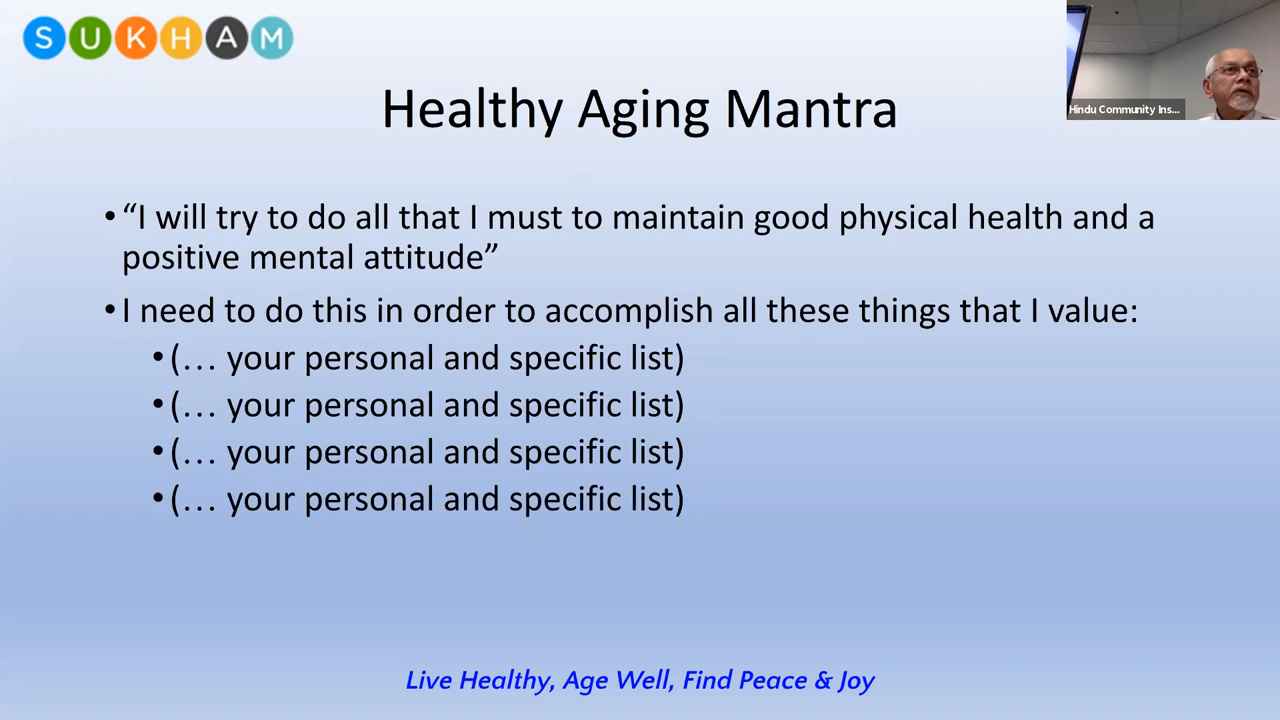 SUKHAM
Hindu Community Ins...
Healthy Aging Mantra
• “I will try to do all that I must to maintain good physical health and a
positive mental attitude”
• I need to do this in order to accomplish all these things that I value:
• (… your personal and specific list)
• (… your personal and specific list)
• (… your personal and specific list)
• (… your personal and specific list)
Live Healthy, Age Well, Find Peace & Joy